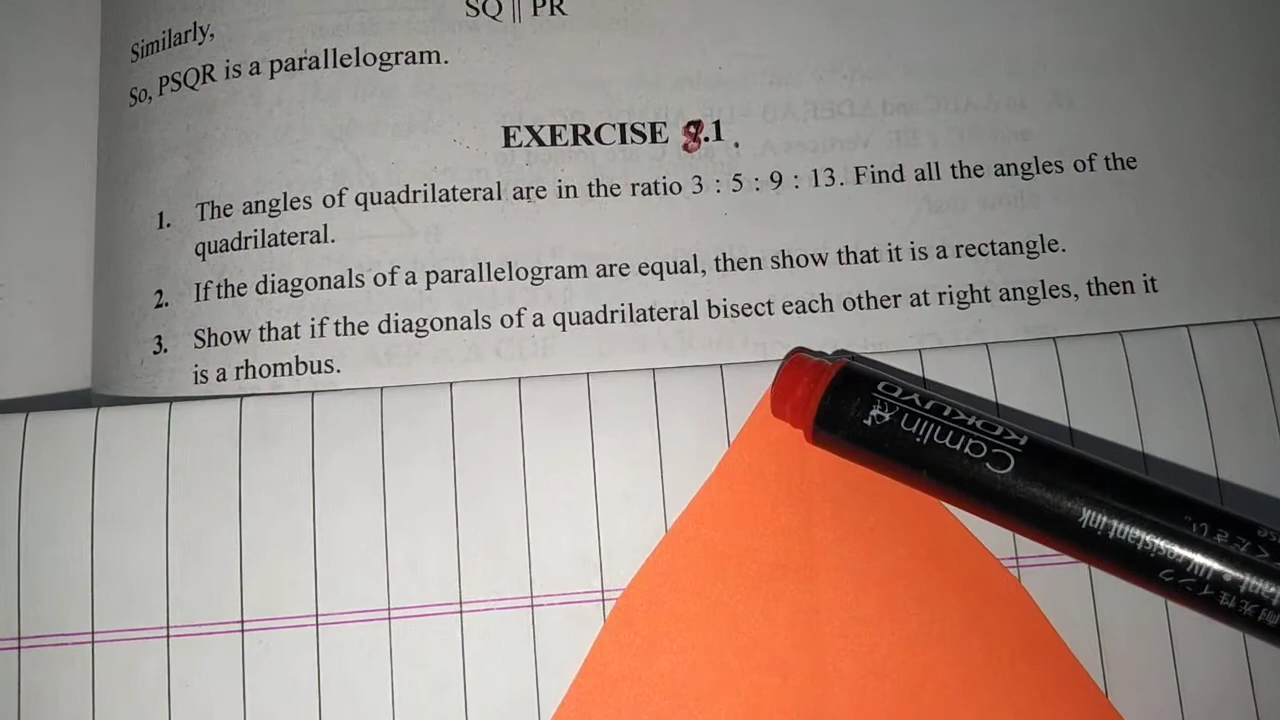 SQ || PR
Similarly,
So, PSQR is a parallelogram.
EXERCISE 8.1
1. The angles of quadrilateral are in the ratio 3 : 5 : 9 : 13. Find all the angles of the
quadrilateral.
2. If the diagonals of a parallelogram are equal, then show that it is a rectangle.
3. Show that if the diagonals of a quadrilateral bisect each other at right angles, then it
is a rhombus.
Camlin
KOKUYO
resistant ink